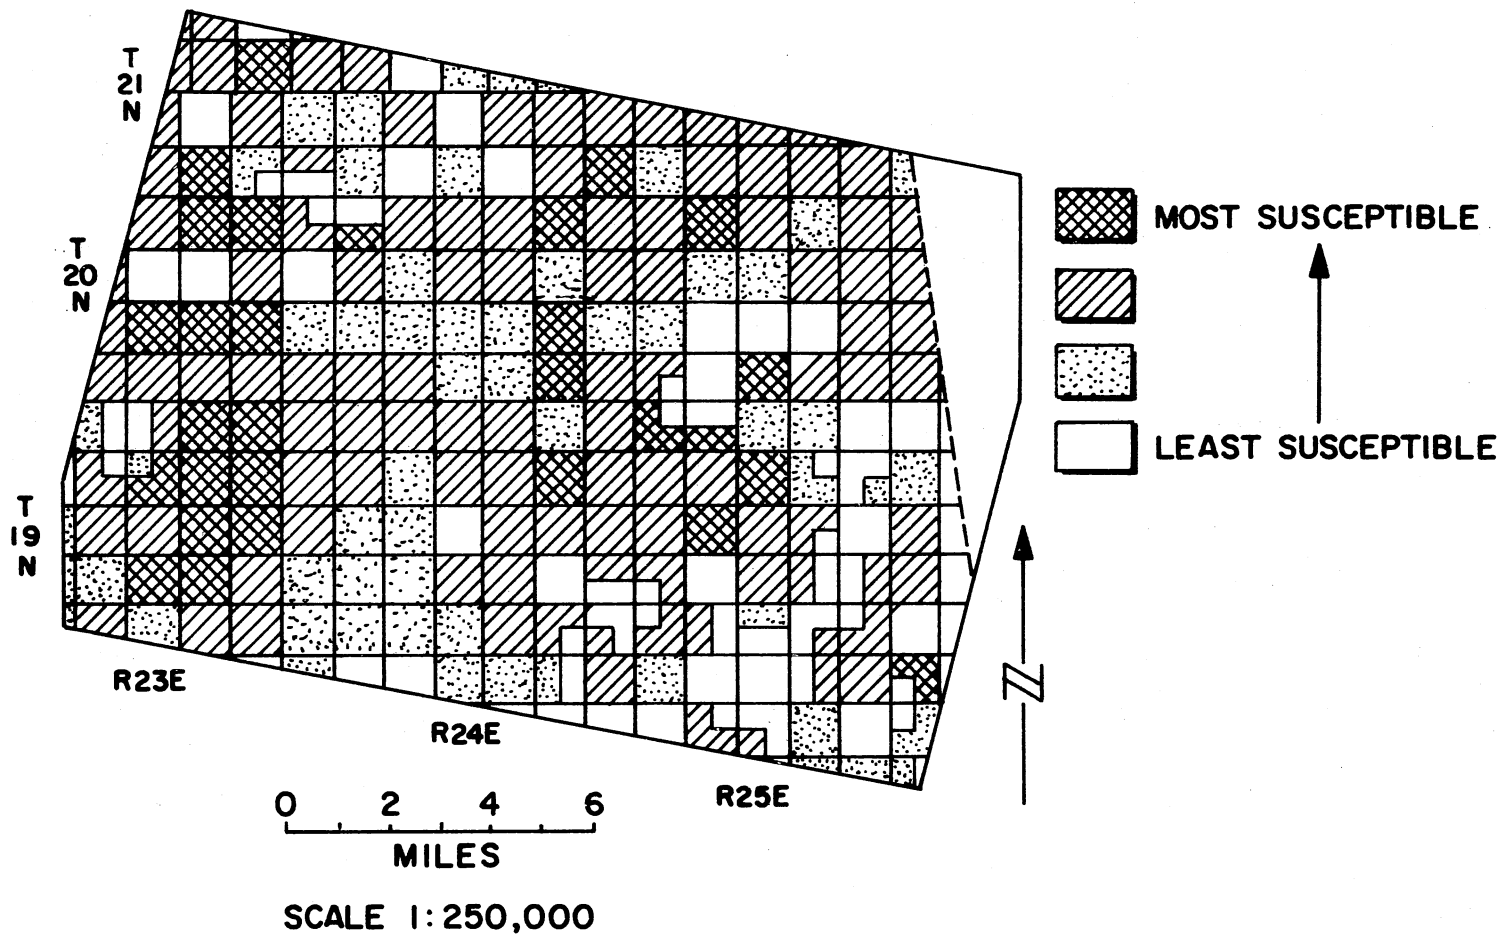 T
21
N
T
20
N
T
19
N
MOST SUSCEPTIBLE
LEAST SUSCEPTIBLE
N
R23E
R24E
R25E
0 2 4 6
MILES
SCALE 1:250,000